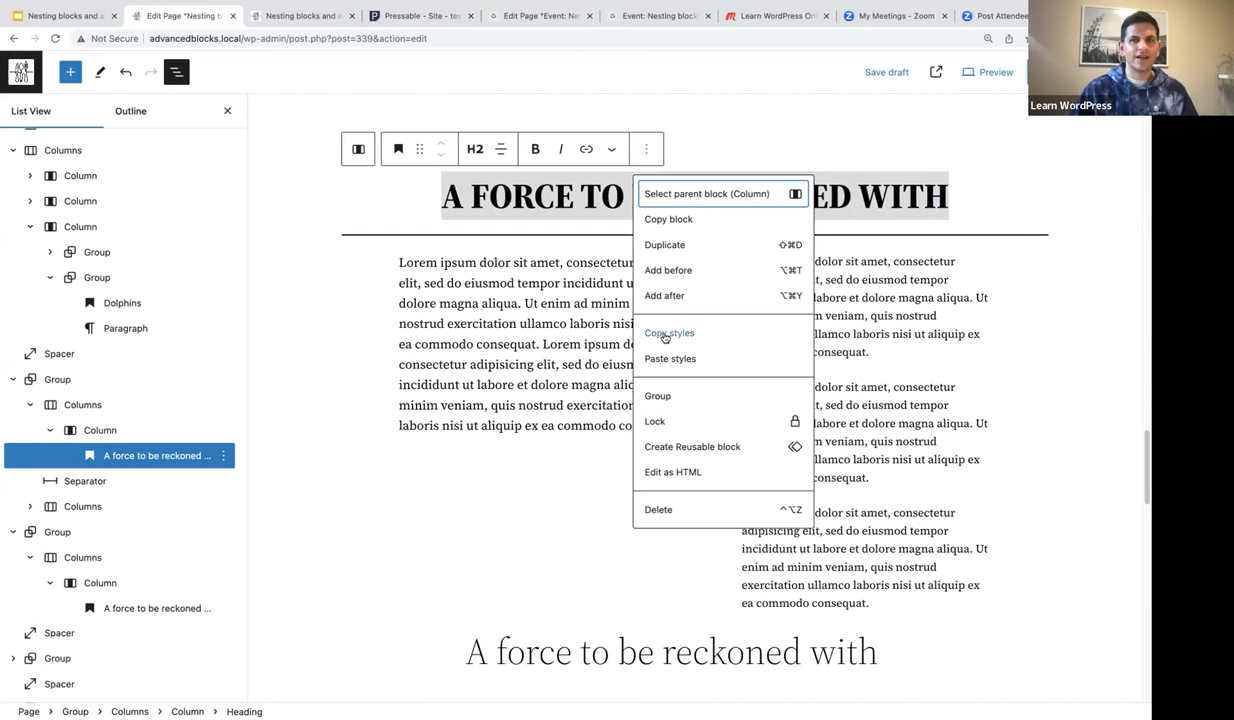 Nesting blocks and a
Edit Page "Nesting b
Nesting blocks and a
Pressable - Site - tes
Edit Page "Event: Ne
Event: Nesting block
Learn WordPress Onl
My Meetings - Zoom
Post Attendee
Not Secure | advancedblocks.local/wp-admin/post.php?post=339&action=edit
Save draft
Preview
Learn WordPress
List View
Outline
Columns
Column
Column
Column
Group
Group
Dolphins
Paragraph
Spacer
Group
Columns
Column
A force to be reckoned ...
Separator
Columns
Group
Columns
Column
A force to be reckoned ...
Spacer
Group
Spacer
H2
B
I
A FORCE TO
ED WITH
Select parent block (Column)
Copy block
Duplicate ⇧⌘D
Add before ⌥⌘T
Add after ⌥⌘Y
Copy styles
Paste styles
Group
Lock
Create Reusable block
Edit as HTML
Delete ^⌥Z
Lorem ipsum dolor sit amet, consectetur
elit, sed do eiusmod tempor incididunt u
dolore magna aliqua. Ut enim ad minim
nostrud exercitation ullamco laboris nisi
ea commodo consequat. Lorem ipsum d
consectetur adipisicing elit, sed do eiusm
incididunt ut labore et dolore magna aliq
minim veniam, quis nostrud exercitation
laboris nisi ut aliquip ex ea commodo co
dolor sit amet, consectetur
elit, sed do eiusmod tempor
ut labore et dolore magna aliqua. Ut
veniam, quis nostrud
ullamco laboris nisi ut aliquip
consequat.
dolor sit amet, consectetur
elit, sed do eiusmod tempor
ut labore et dolore magna aliqua. Ut
veniam, quis nostrud
ullamco laboris nisi ut aliquip
consequat.
dolor sit amet, consectetur
adipisicing elit, sed do eiusmod tempor
incididunt ut labore et dolore magna aliqua. Ut
enim ad minim veniam, quis nostrud
exercitation ullamco laboris nisi ut aliquip ex
ea commodo consequat.
A force to be reckoned with
Page > Group > Columns > Column > Heading